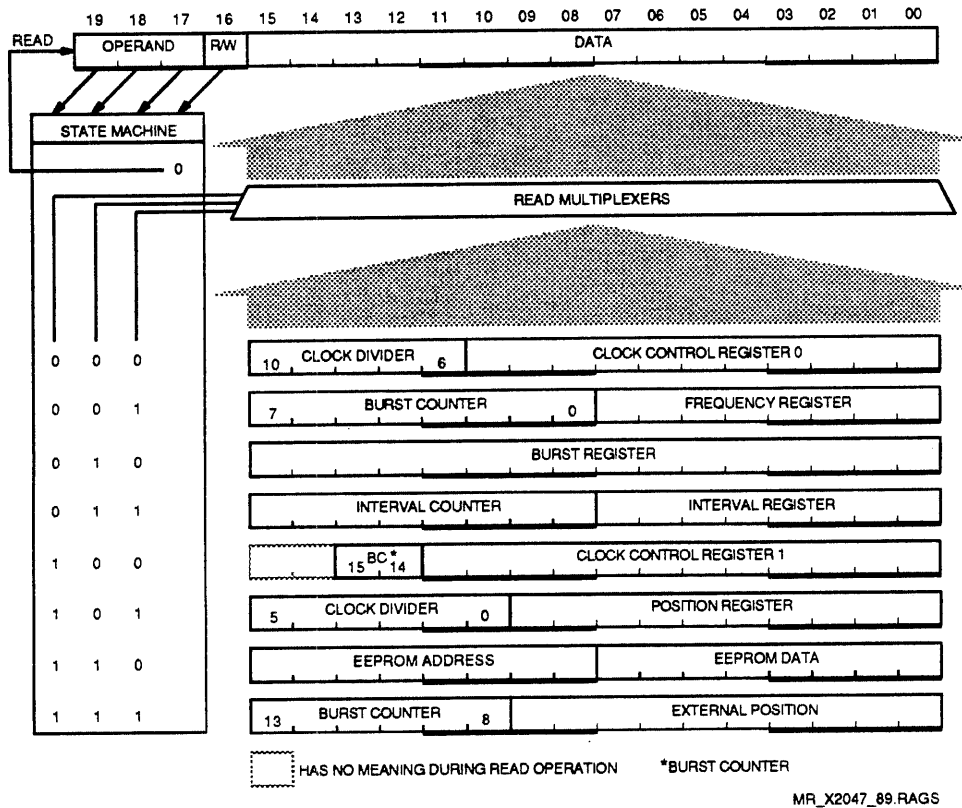 19 18 17 16 15 14 13 12 11 10 09 08 07 06 05 04 03 02 01 00
READ OPERAND R/W DATA
STATE MACHINE
0
READ MULTIPLEXERS
0 0 0 10 CLOCK DIVIDER 6 CLOCK CONTROL REGISTER 0
0 0 1 7 BURST COUNTER 0 FREQUENCY REGISTER
0 1 0 BURST REGISTER
0 1 1 INTERVAL COUNTER INTERVAL REGISTER
1 0 0 15 BC* 14 CLOCK CONTROL REGISTER 1
1 0 1 5 CLOCK DIVIDER 0 POSITION REGISTER
1 1 0 EEPROM ADDRESS EEPROM DATA
1 1 1 13 BURST COUNTER 8 EXTERNAL POSITION
HAS NO MEANING DURING READ OPERATION *BURST COUNTER
MR_X2047_89.RAGS